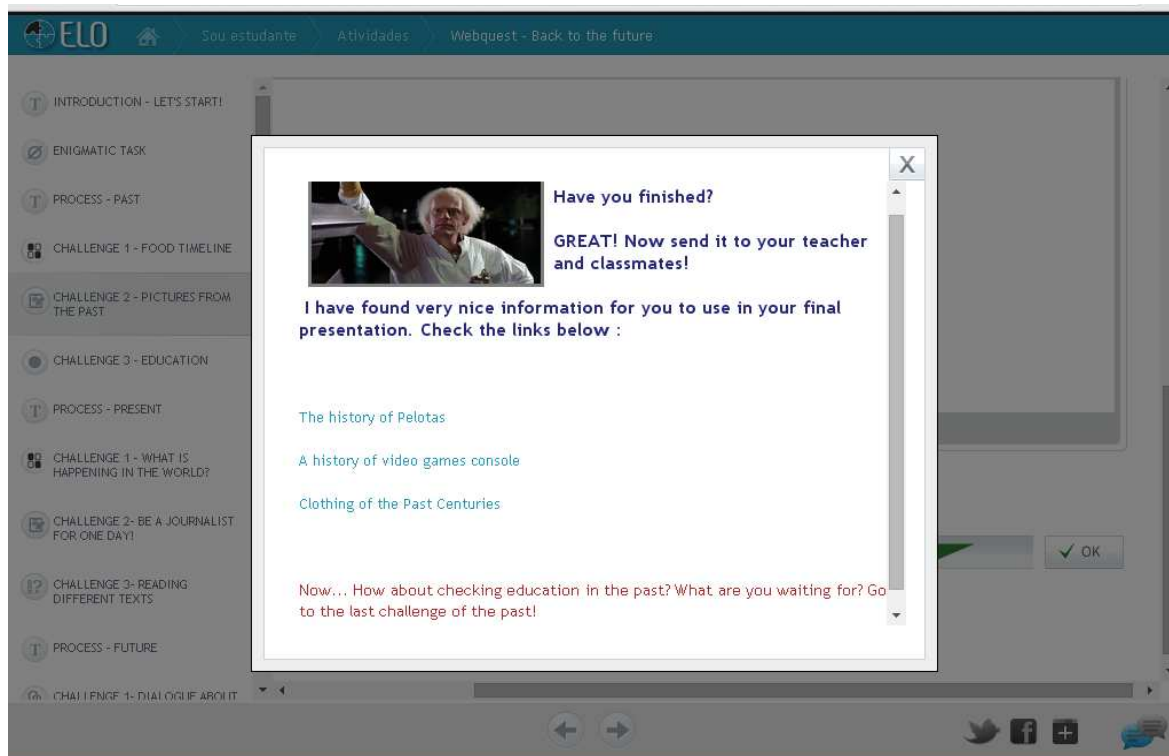 ELO
Sou estudante
Atividades
Webquest - Back to the future
INTRODUCTION - LET'S START!
ENIGMATIC TASK
PROCESS - PAST
CHALLENGE 1 - FOOD TIMELINE
CHALLENGE 2 - PICTURES FROM
THE PAST
CHALLENGE 3 - EDUCATION
PROCESS - PRESENT
CHALLENGE 1 - WHAT IS
HAPPENING IN THE WORLD?
CHALLENGE 2- BE A JOURNALIST
FOR ONE DAY!
CHALLENGE 3- READING
DIFFERENT TEXTS
PROCESS - FUTURE
CHALLENGE 1- DIALOGUE ABOUT
X
Have you finished?
GREAT! Now send it to your teacher
and classmates!
I have found very nice information for you to use in your final
presentation. Check the links below :
The history of Pelotas
A history of video games console
Clothing of the Past Centuries
Now... How about checking education in the past? What are you waiting for? Go
to the last challenge of the past!
OK